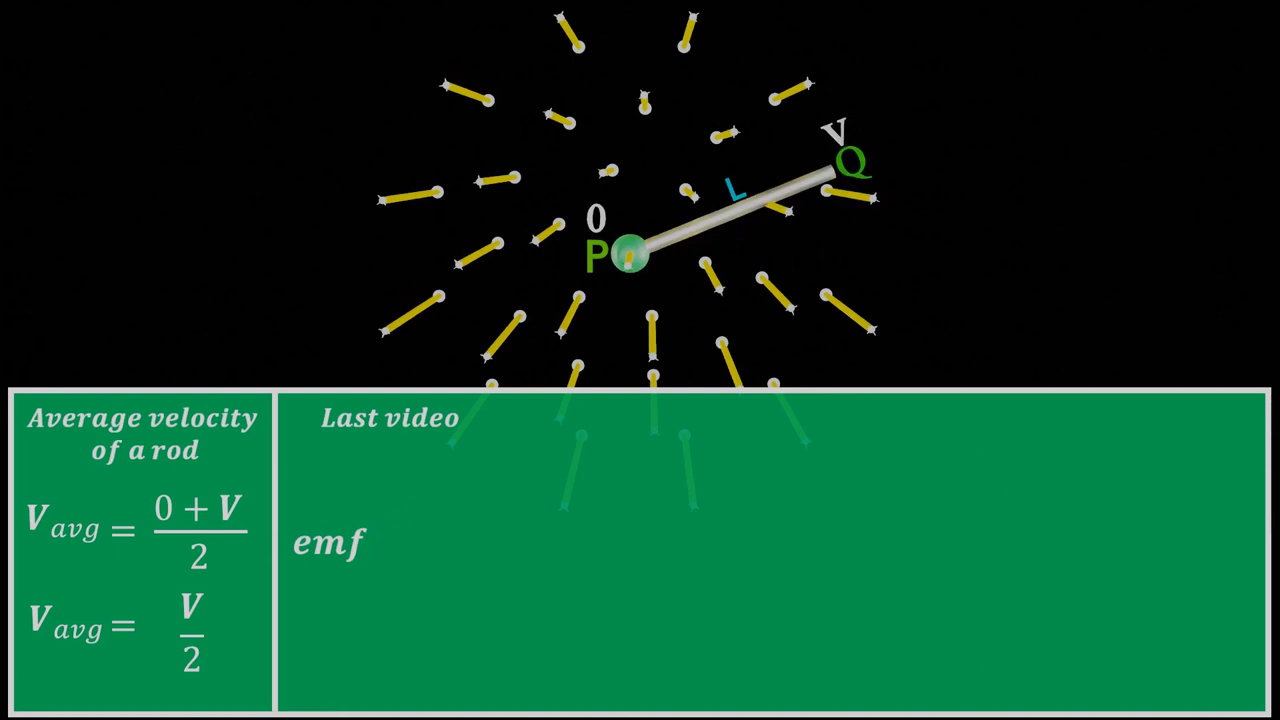 V
Q
L
0
P
Average velocity
of a rod
V_avg = (0 + V)/2
V_avg = V/2
Last video
emf